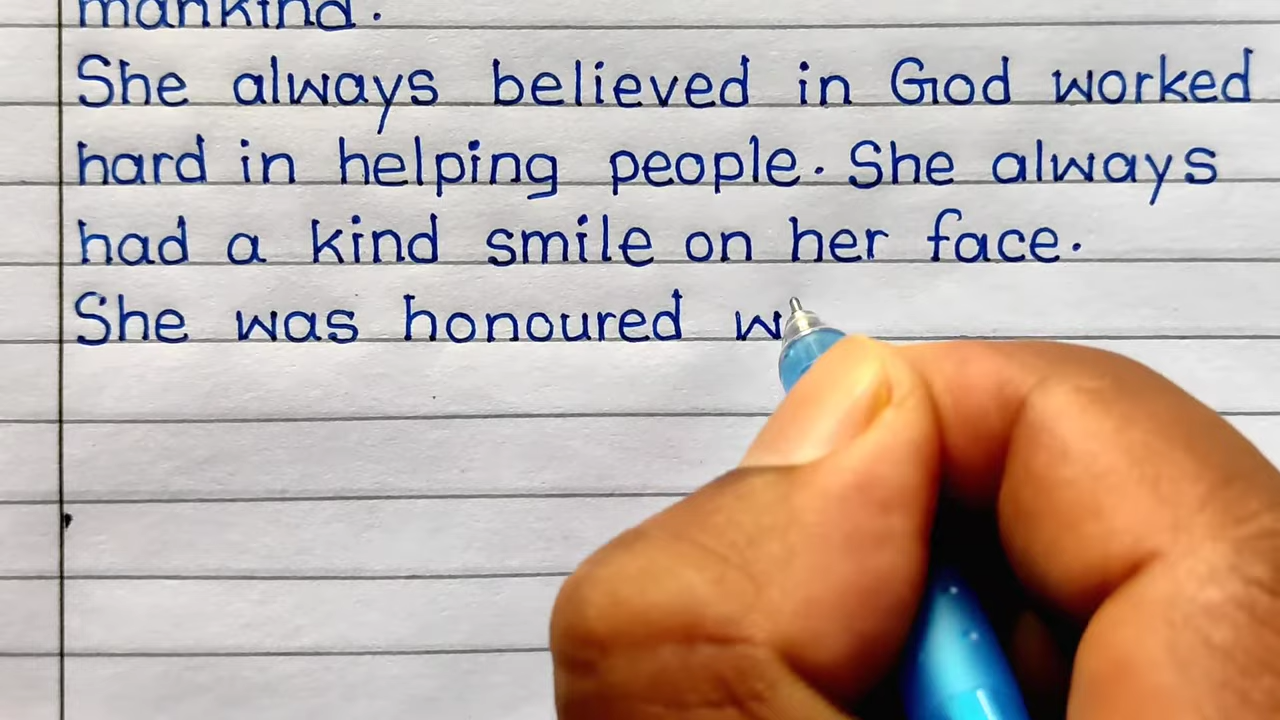 mankind.
She always believed in God worked
hard in helping people. She always
had a kind smile on her face.
She was honoured w